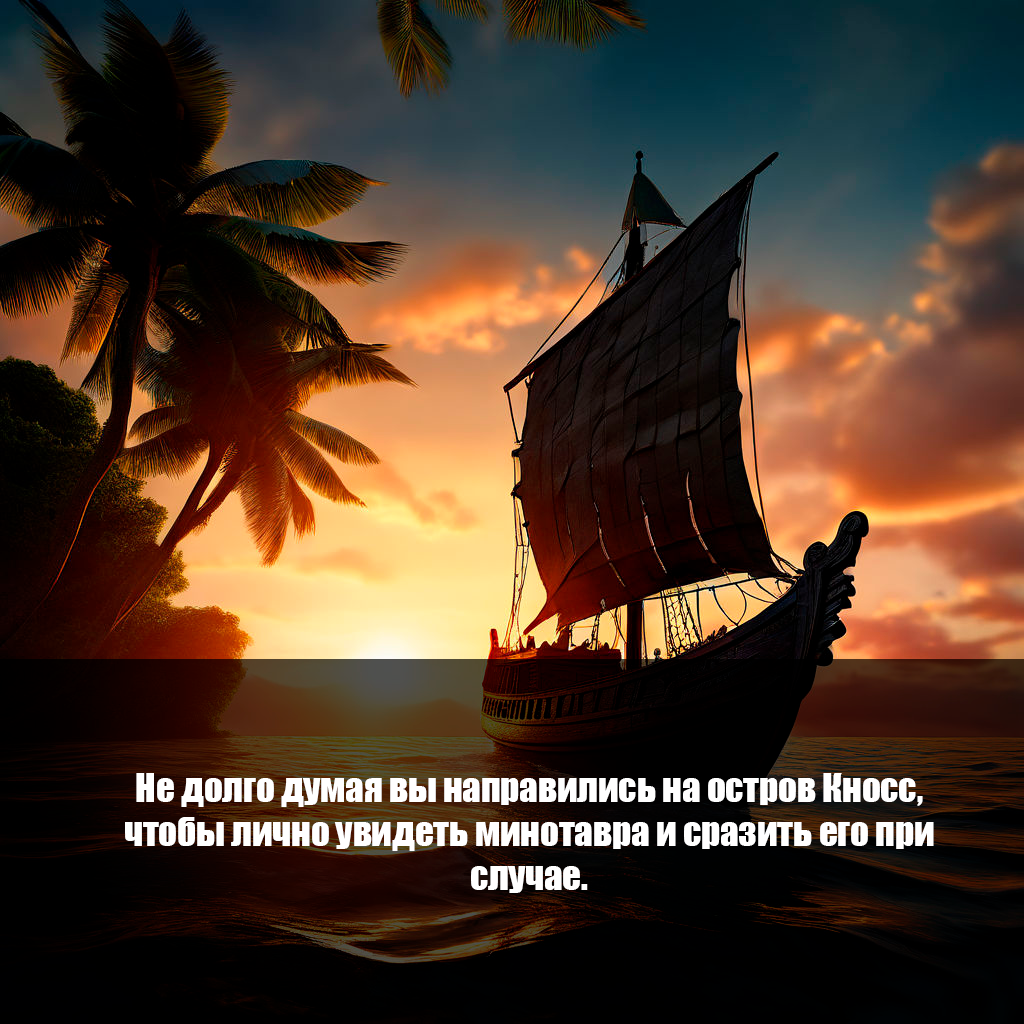 Не долго думая вы направились на остров Кносс,
чтобы лично увидеть минотавра и сразить его при
случае.